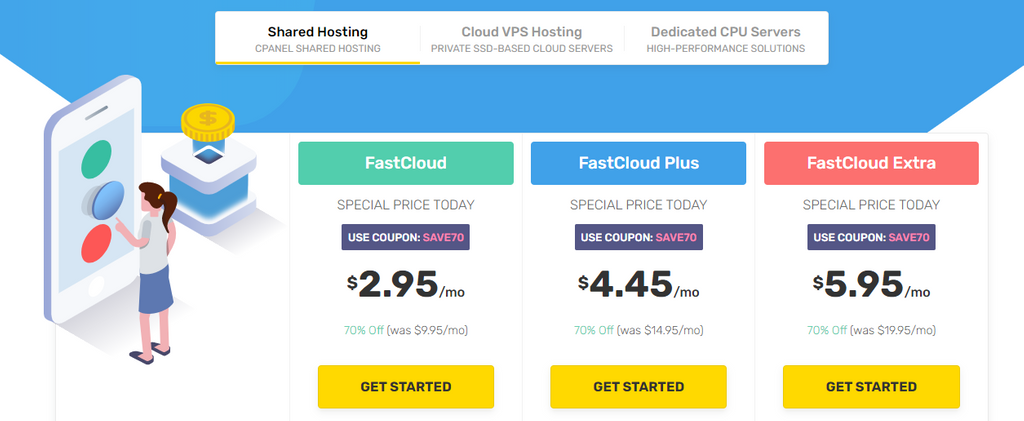 Shared Hosting
CPANEL SHARED HOSTING
Cloud VPS Hosting
PRIVATE SSD-BASED CLOUD SERVERS
Dedicated CPU Servers
HIGH-PERFORMANCE SOLUTIONS
$
FastCloud
SPECIAL PRICE TODAY
USE COUPON: SAVE70
$2.95/mo
70% Off (was $9.95/mo)
GET STARTED
FastCloud Plus
SPECIAL PRICE TODAY
USE COUPON: SAVE70
$4.45/mo
70% Off (was $14.95/mo)
GET STARTED
FastCloud Extra
SPECIAL PRICE TODAY
USE COUPON: SAVE70
$5.95/mo
70% Off (was $19.95/mo)
GET STARTED